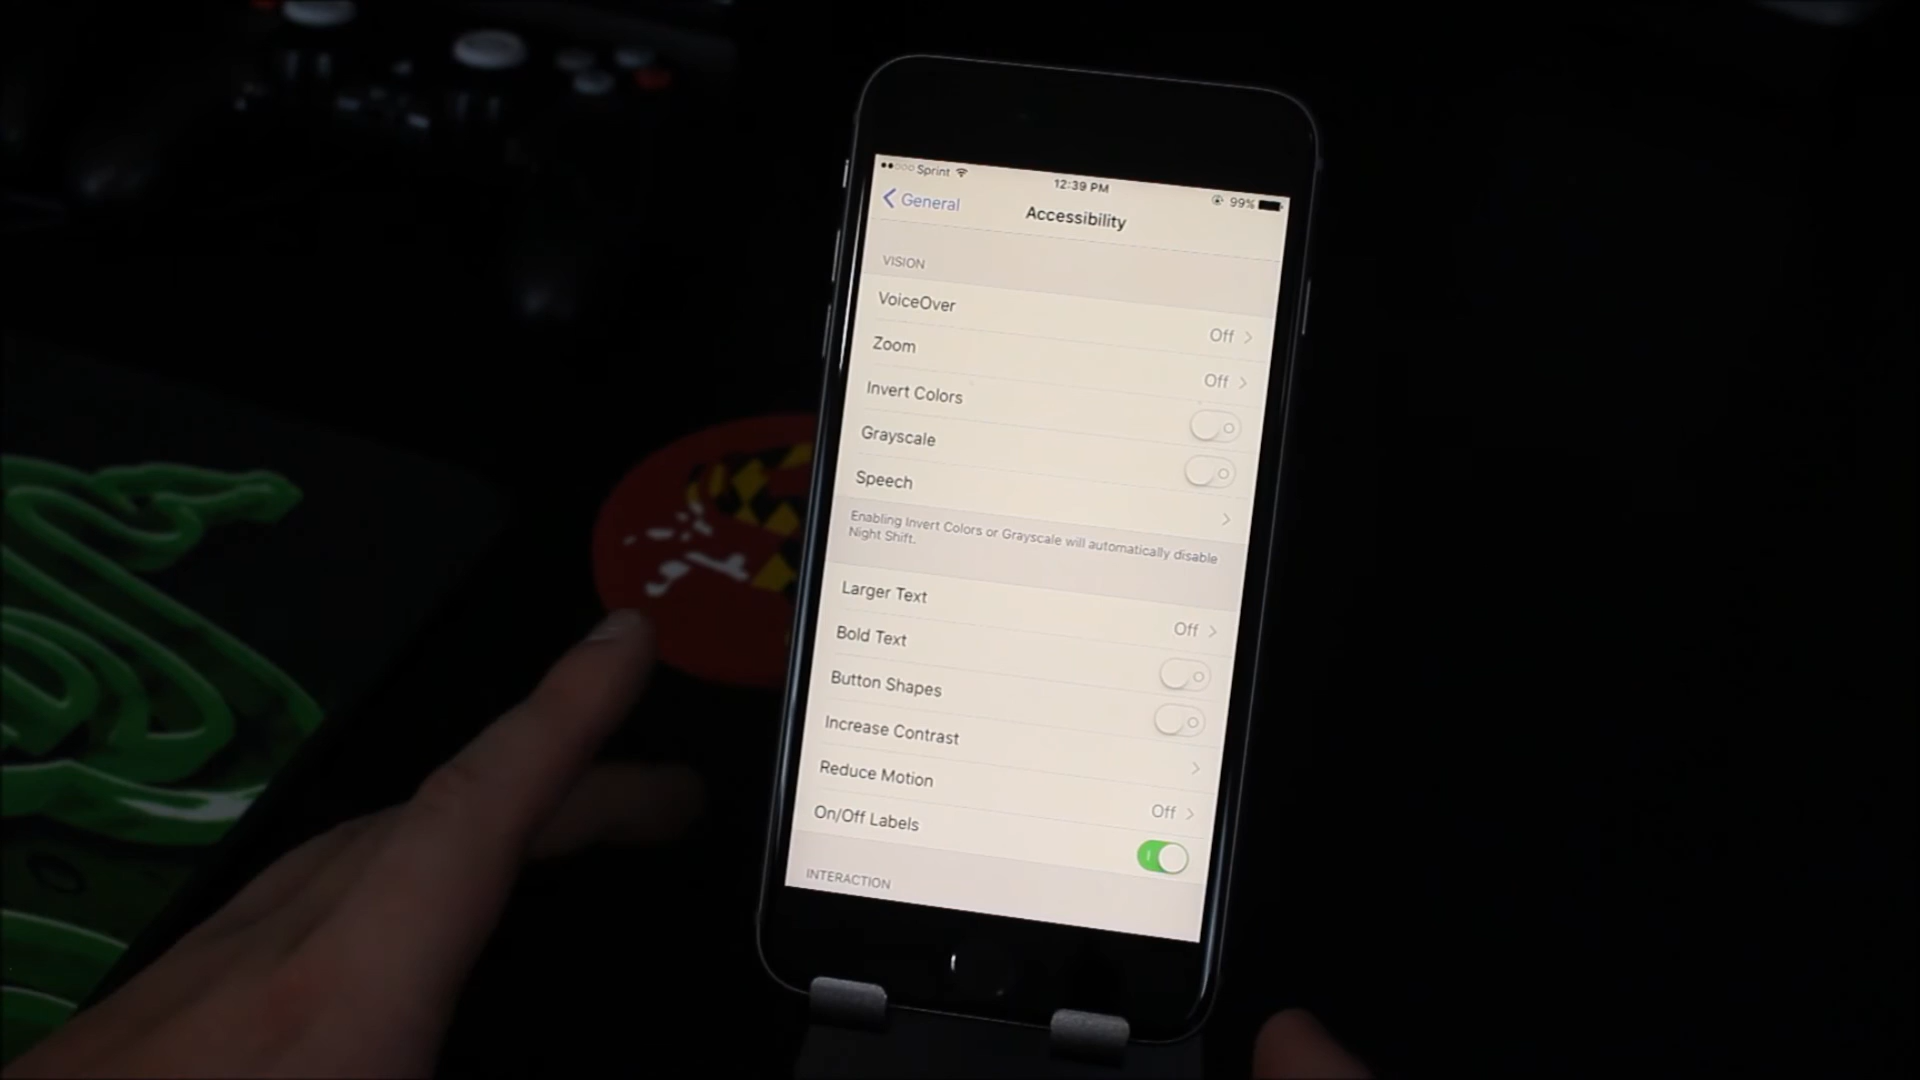 Sprint
12:39 PM
99%
General
Accessibility
VISION
VoiceOver
Off
Zoom
Off
Invert Colors
Grayscale
Speech
Enabling Invert Colors or Grayscale will automatically disable
Night Shift.
Larger Text
Off
Bold Text
Button Shapes
Increase Contrast
Reduce Motion
Off
On/Off Labels
INTERACTION